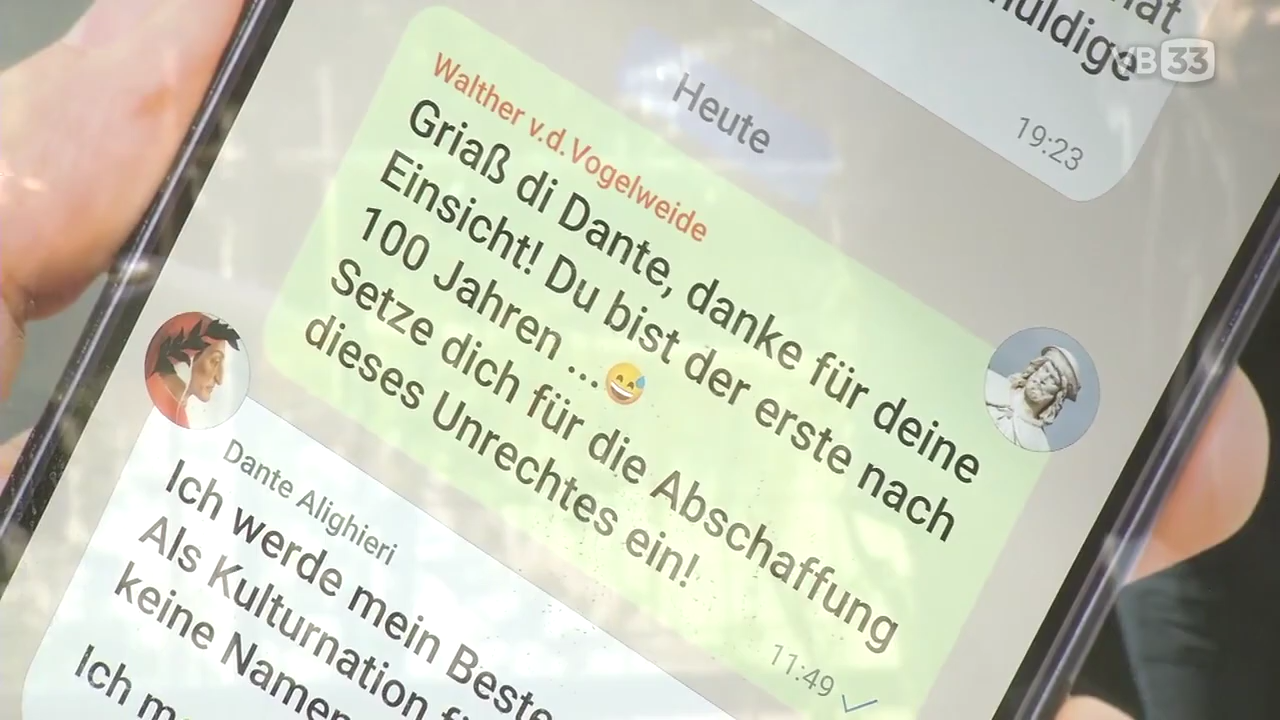 19:23
VB 33
Heute
Walther v.d.Vogelweide
Griaß di Dante, danke für deine
Einsicht! Du bist der erste nach
100 Jahren ...😅
Setze dich für die Abschaffung
dieses Unrechtes ein!
11:49
Dante Alighieri
Ich werde mein Beste
Als Kulturnation
keine Namen
Ich